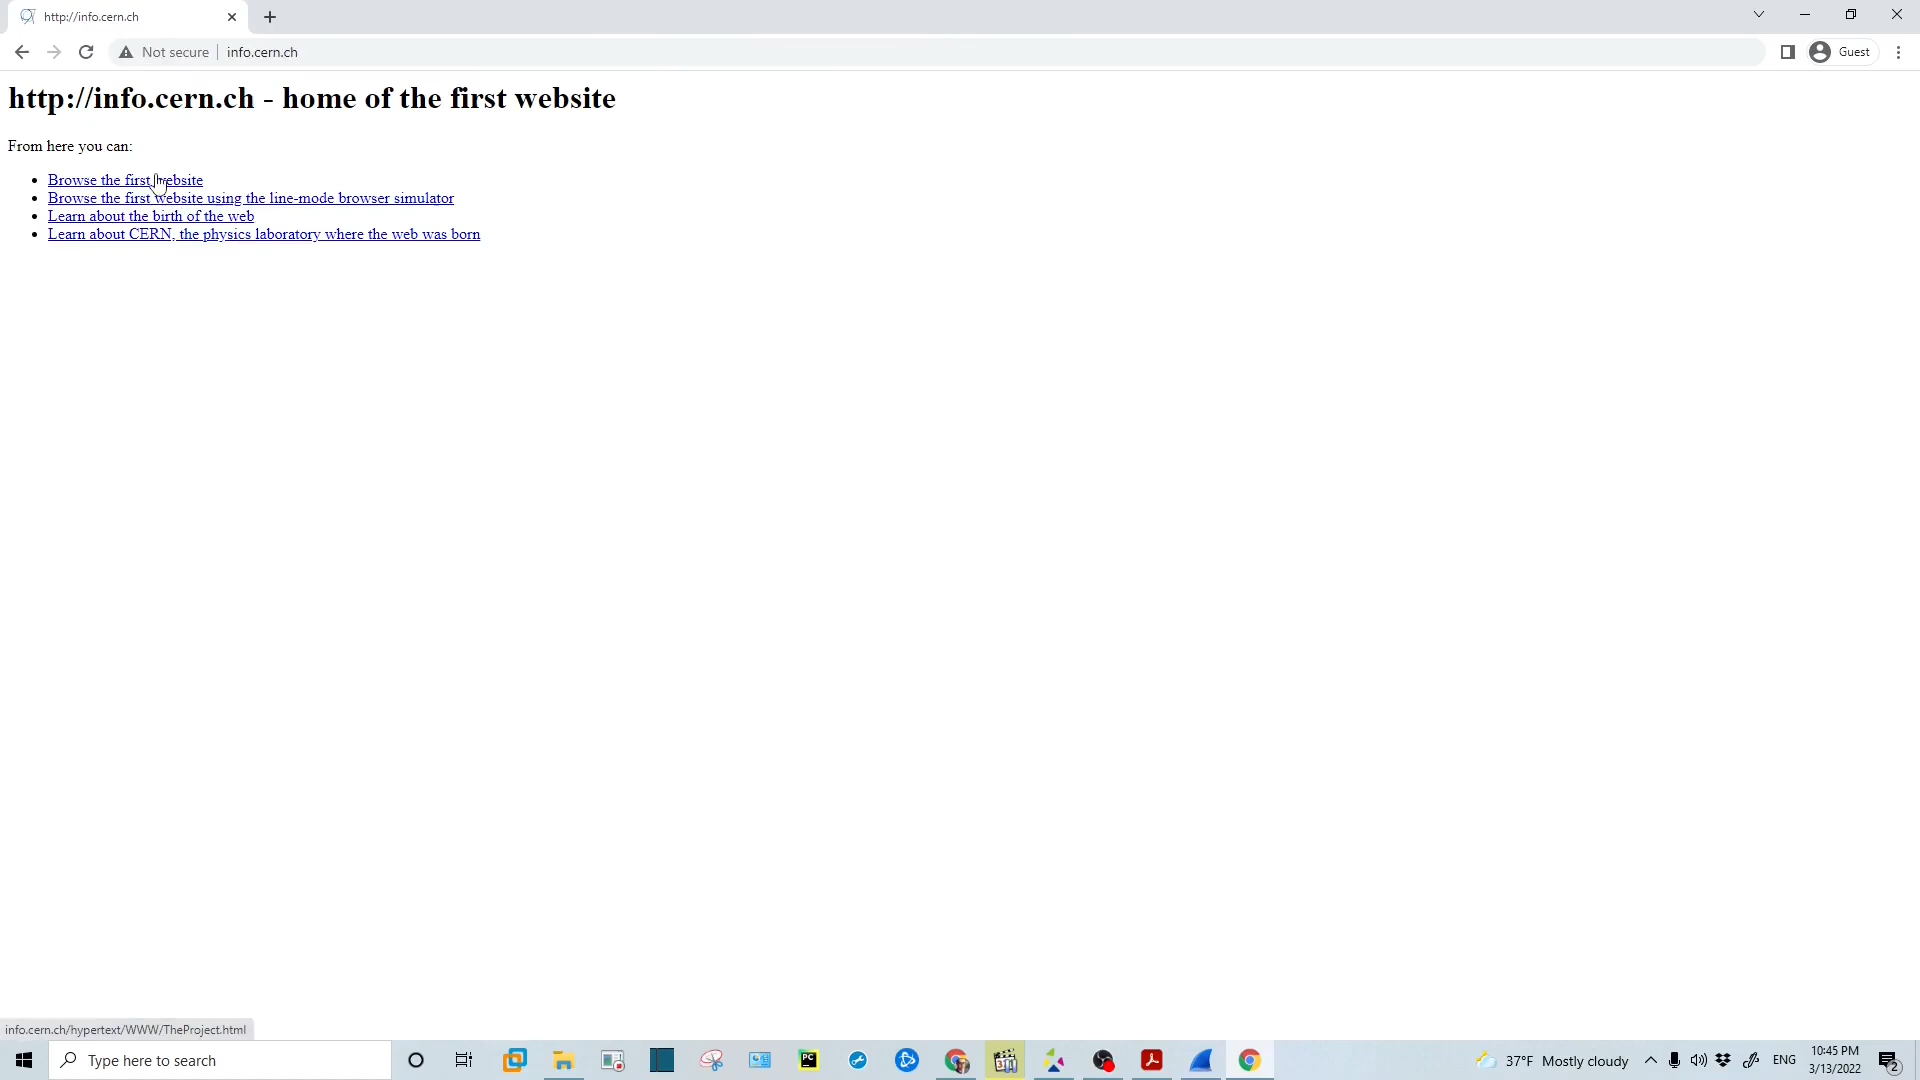 http://info.cern.ch
Not secure
info.cern.ch
Guest
http://info.cern.ch - home of the first website
From here you can:
Browse the first website
Browse the first website using the line-mode browser simulator
Learn about the birth of the web
Learn about CERN, the physics laboratory where the web was born
info.cern.ch/hypertext/WWW/TheProject.html
Type here to search
PC
37°F Mostly cloudy
ENG
10:45 PM
3/13/2022
2